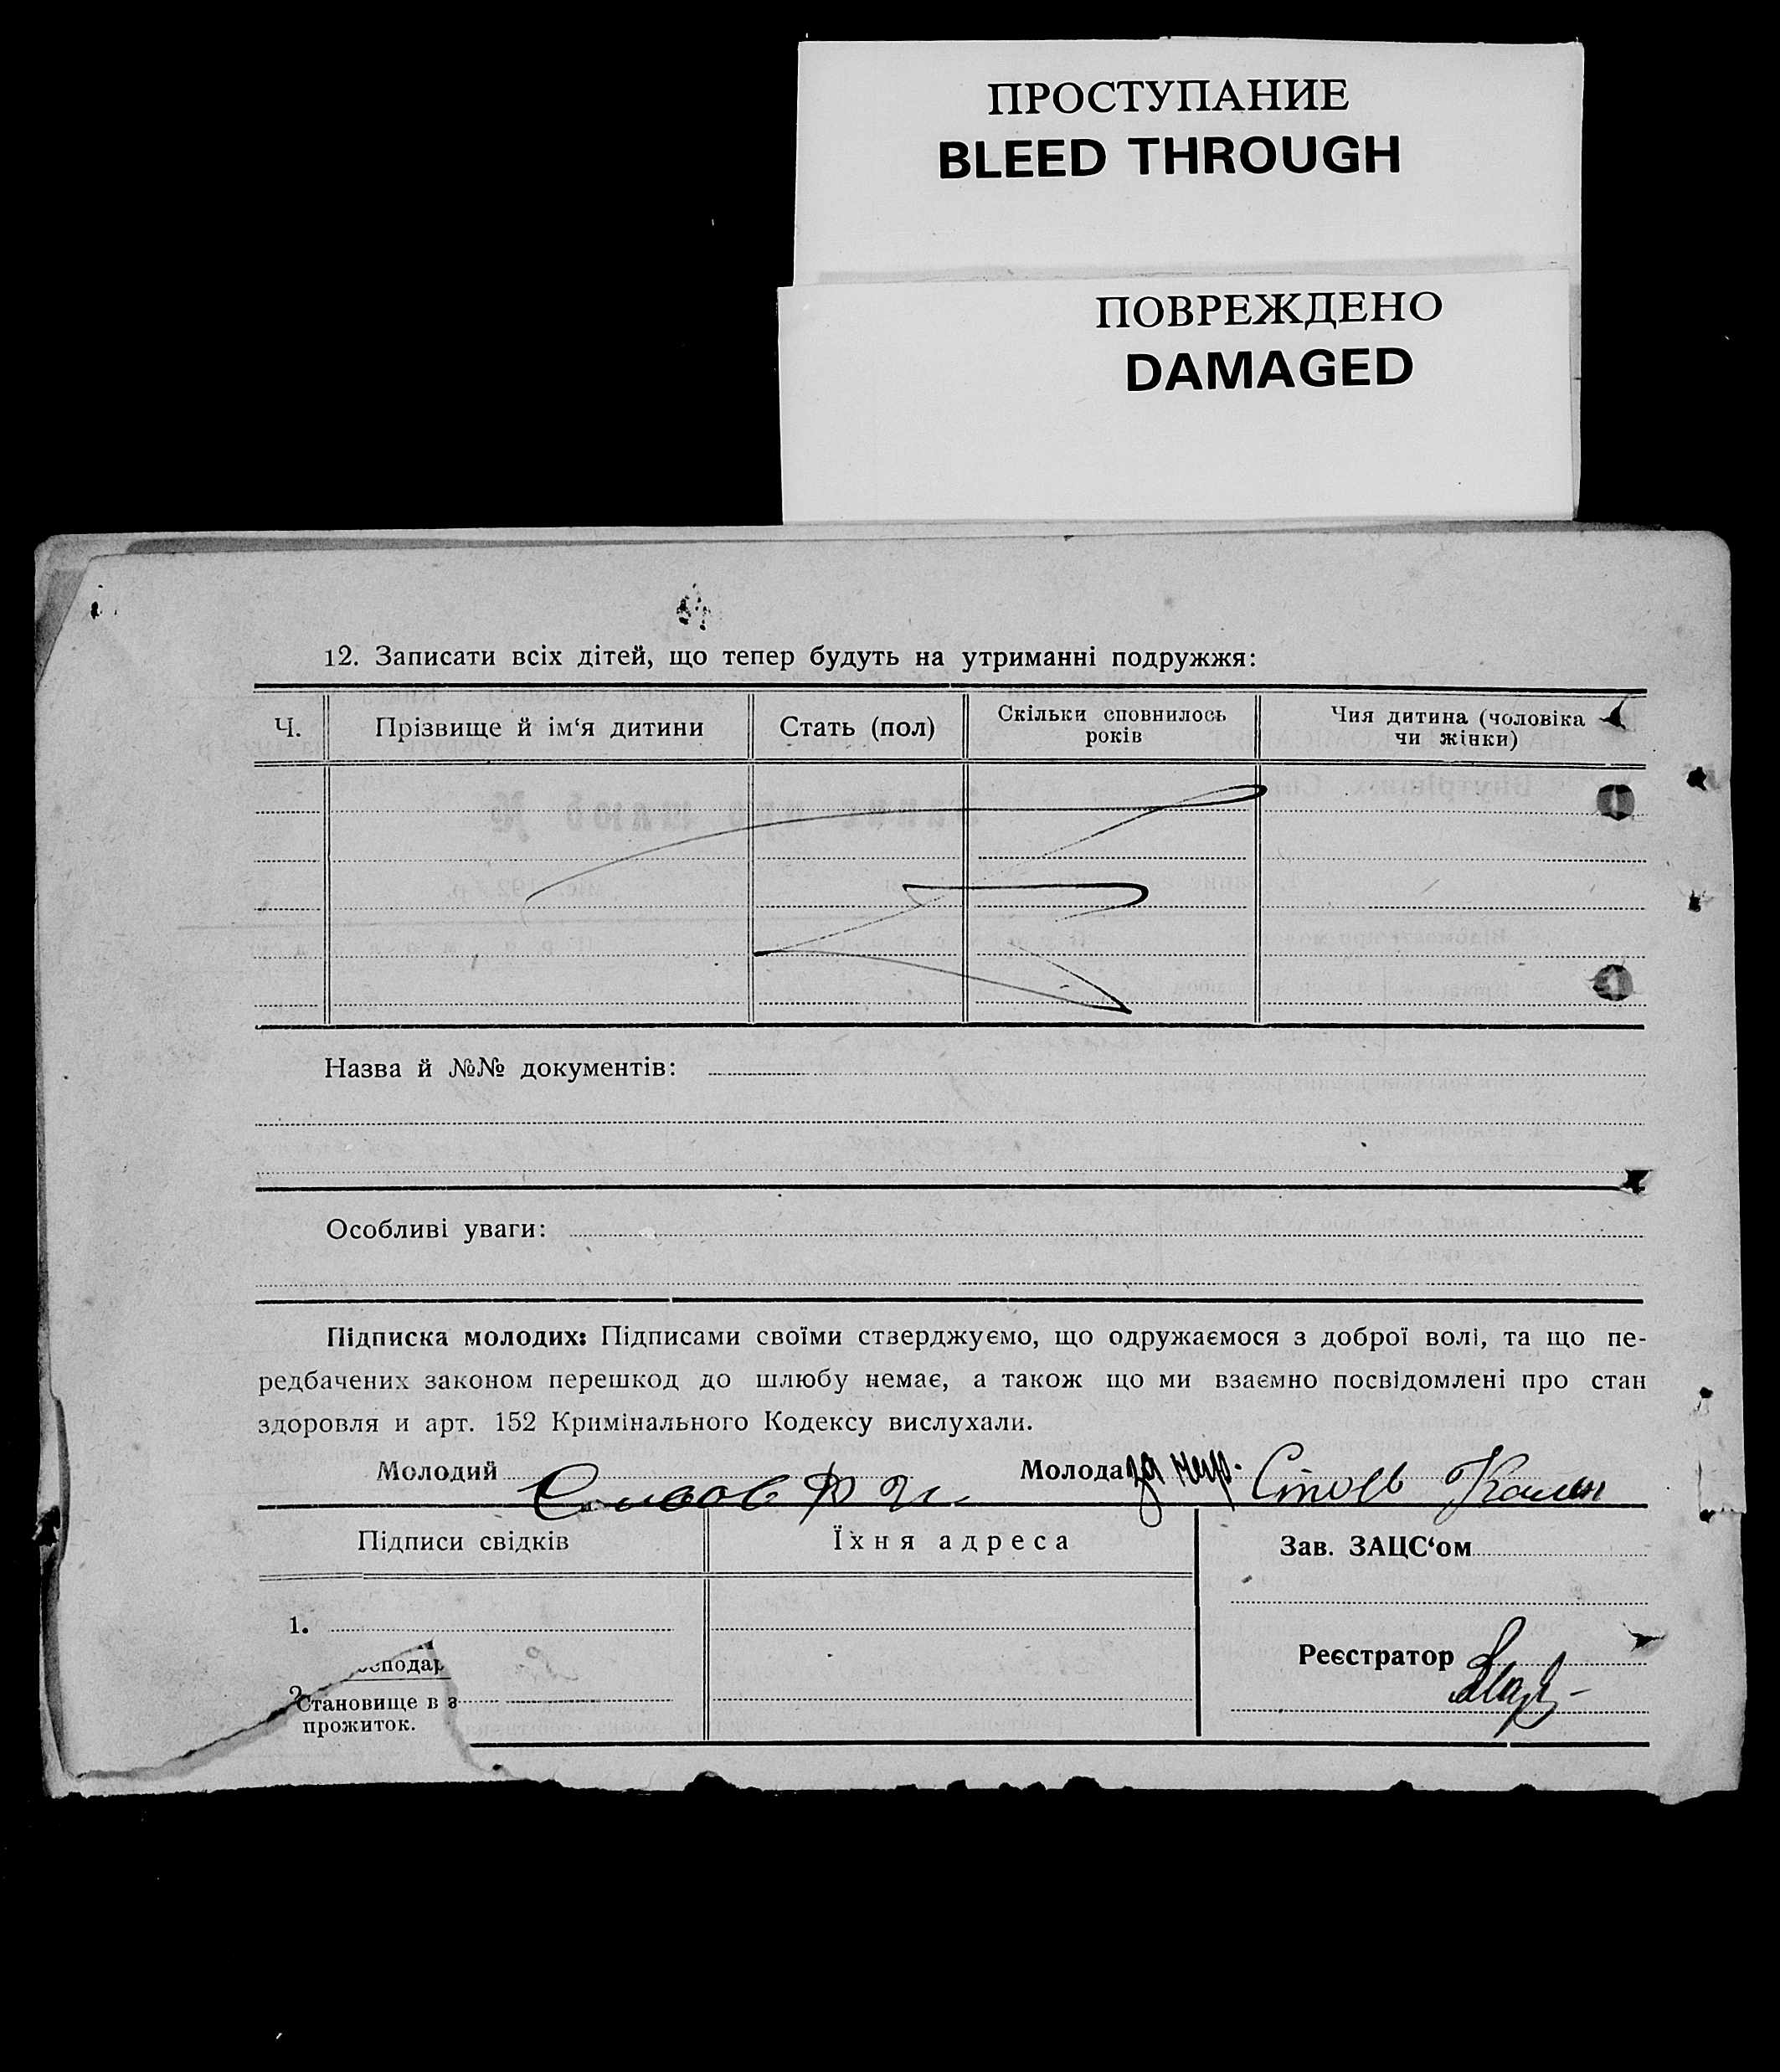 ПРОСТУПАНИЕ
BLEED THROUGH
ПОВРЕЖДЕНО
DAMAGED
12. Записати всіх дітей, що тепер будуть на утриманні подружжя:
Ч. Прізвище й ім‘я дитини Стать (пол) Скільки сповнилось років Чия дитина (чоловіка чи жінки)
Назва й №№ документів:
Особливі уваги:
Підписка молодих: Підписами своїми стверджуємо, що одружаємося з доброї волі, та що пе-
редбачених законом перешкод до шлюбу немає, а також що ми взаємно посвідомлені про стан
здоровля и арт. 152 Кримінального Кодексу вислухали.
Молодий Молода за
Підписи свідків Їхня адреса Зав. ЗАЦС‘ом
1.
Реєстратор
сподар
2.
Становище в з
прожиток.